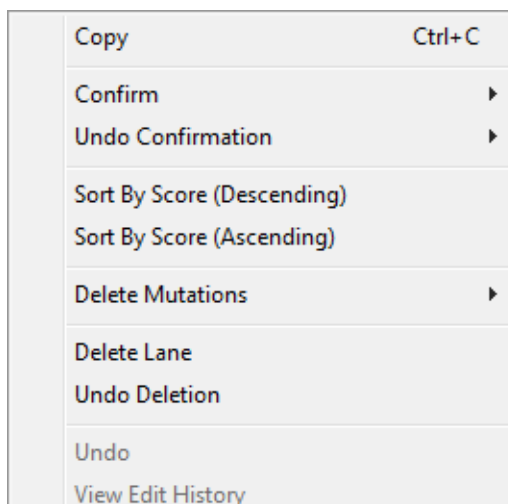 Copy Ctrl+C
Confirm
Undo Confirmation
Sort By Score (Descending)
Sort By Score (Ascending)
Delete Mutations
Delete Lane
Undo Deletion
Undo
View Edit History